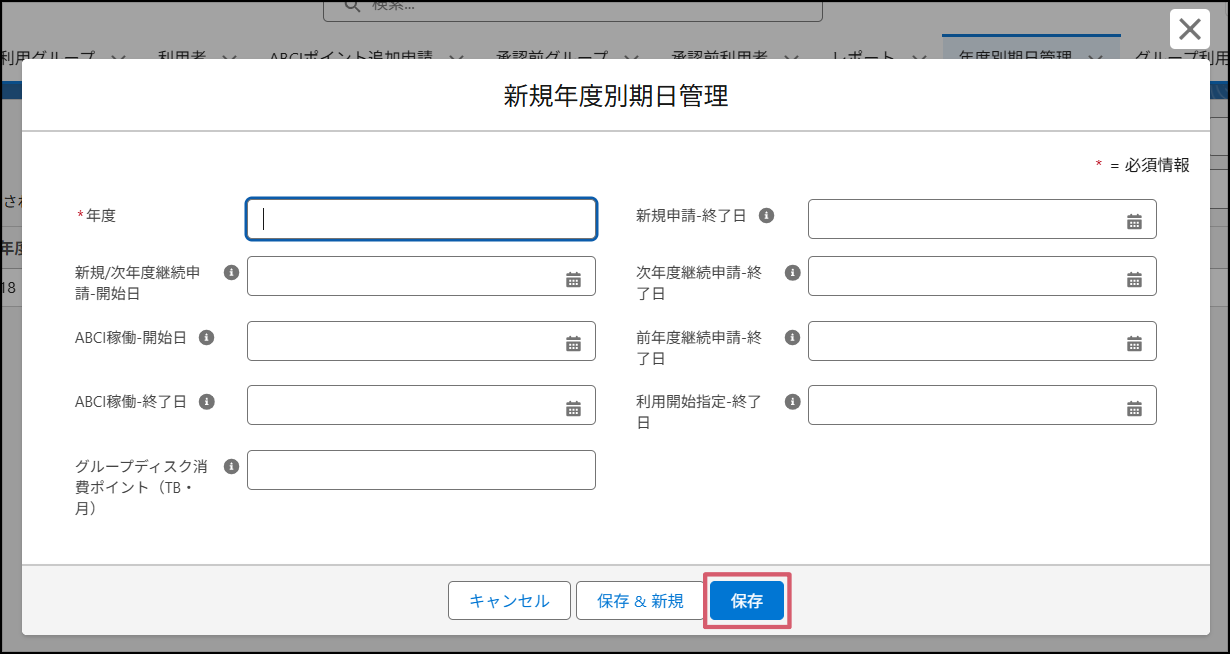 検索...
利用グループ 利用者 ABCIポイント追加申請 承認前グループ 承認前利用者 レポート 年度別期日管理 グループ利用
新規年度別期日管理
* = 必須情報
*年度
新規申請-終了日
新規/次年度継続申
請-開始日
次年度継続申請-終
了日
ABCI稼働-開始日
前年度継続申請-終
了日
ABCI稼働-終了日
利用開始指定-終了
日
グループディスク消
費ポイント（TB・
月）
され
年度
18
キャンセル
保存 & 新規
保存